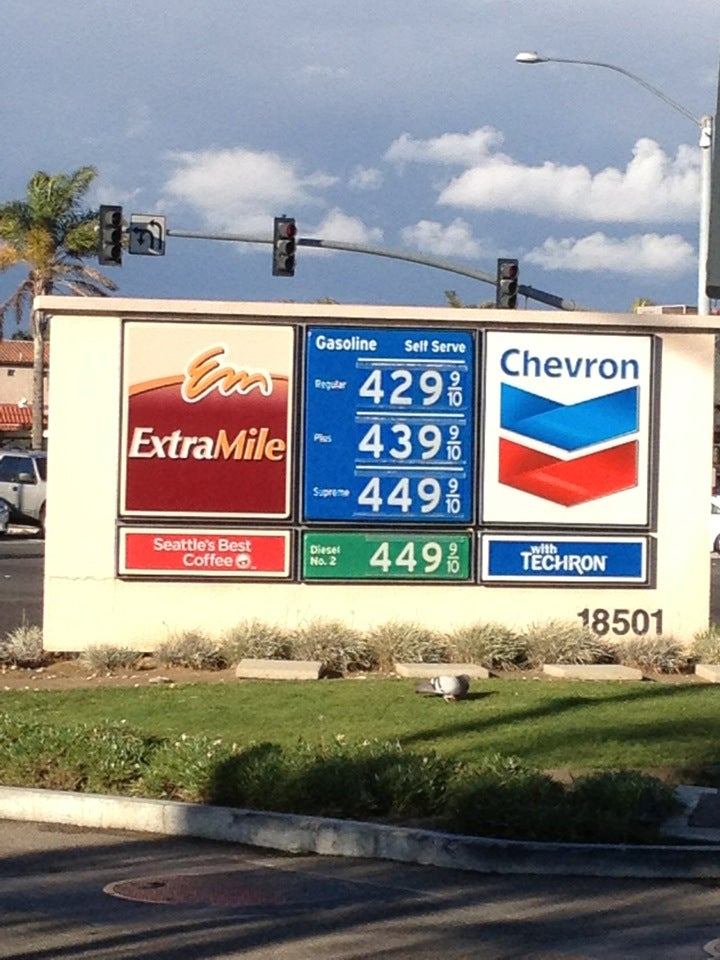 Em
ExtraMile
Seattle's Best
Coffee
Gasoline Self Serve
Regular 429 9/10
Plus 439 9/10
Supreme 449 9/10
Diesel
No. 2 449 9/10
Chevron
with
TECHRON
18501